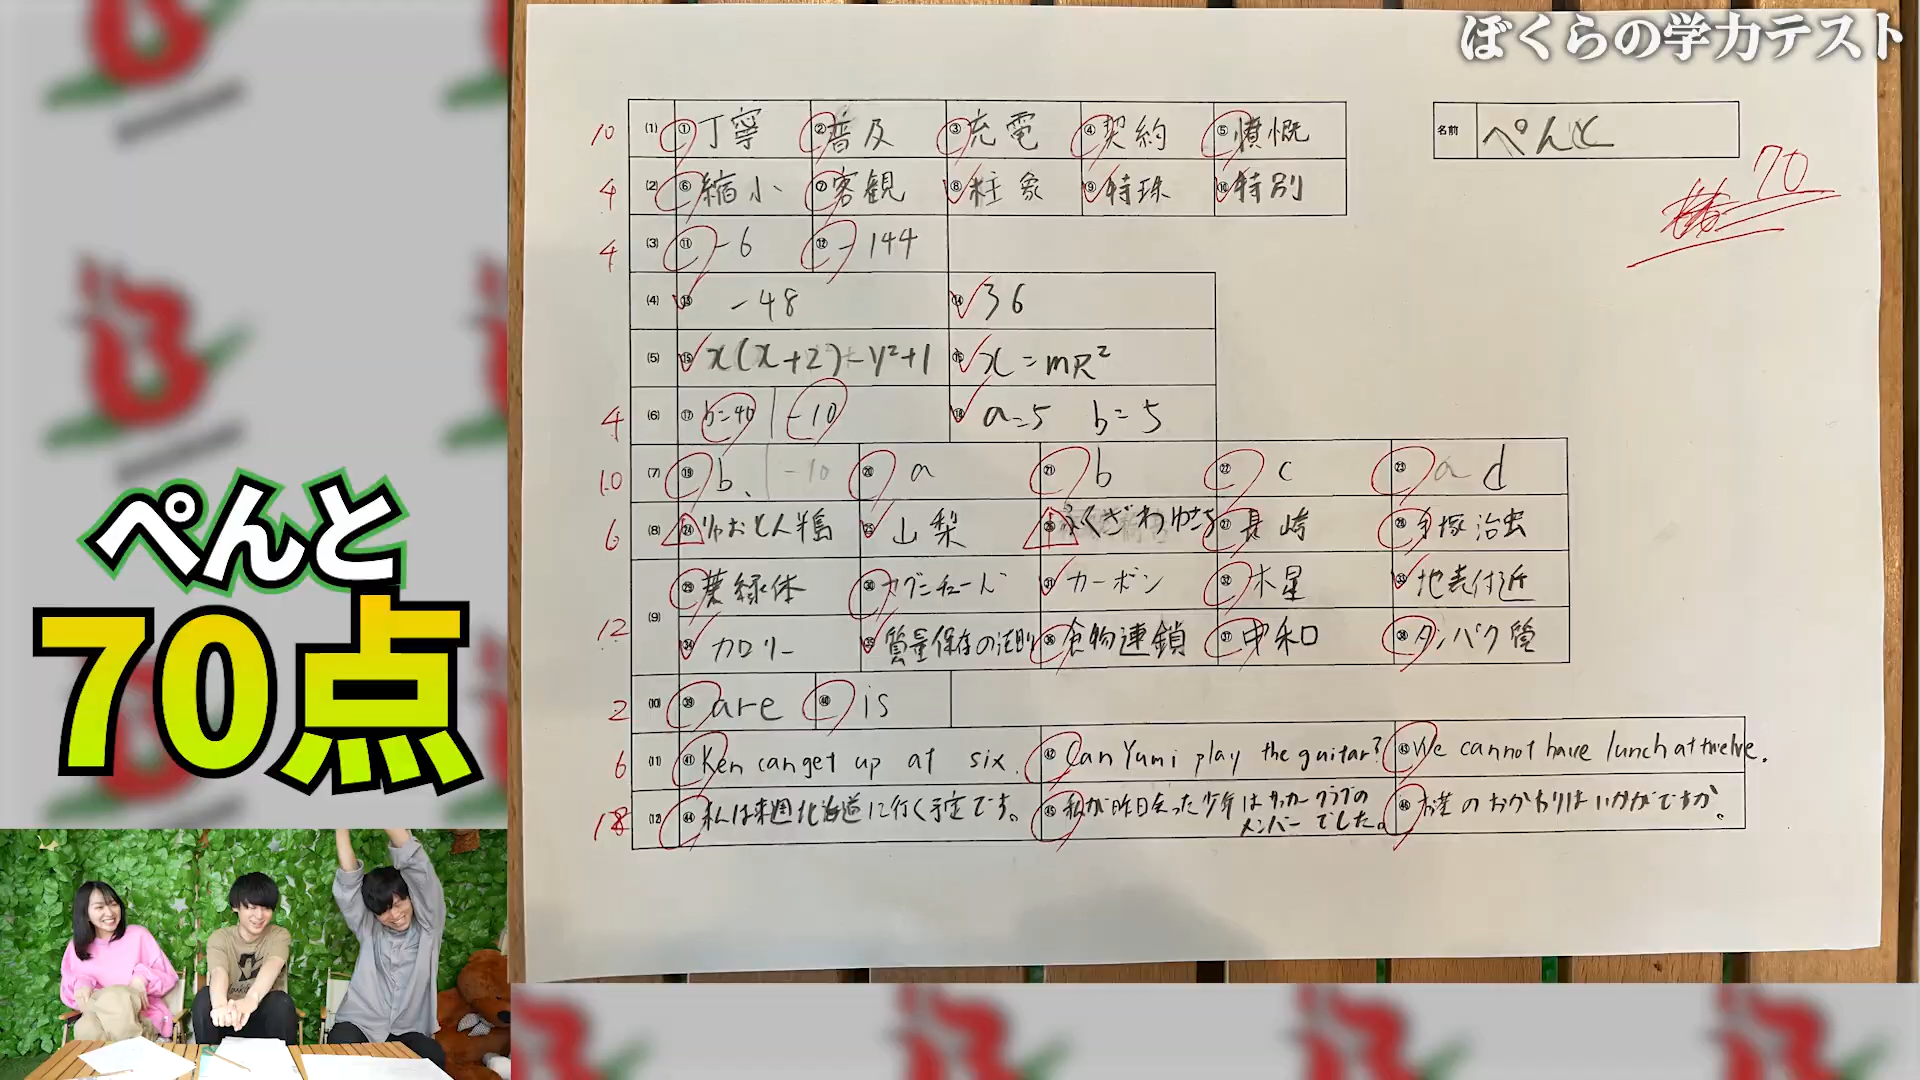 ぼくらの学力テスト
名前 ぺんと
70
10 (1) ①丁寧 ②普及 ③充電 ④契約 ⑤憤慨
4 (2) ⑥縮小 ⑦客観 ⑧柱象 ⑨特珠 ⑩特別
4 (3) ⑪-6 ⑫-144
(4) ⑬-48 ⑭36
(5) ⑮x(x+2)-y²+1 ⑯x=mR²
4 (6) ⑰b=40 -10 ⑱a=5 b=5
10 (7) ⑲b、 ⑳a ㉑b ㉒c ㉓d
6 (8) ㉔りゃおとん半島 ㉕山梨 ㉖ふくざわゆきち ㉗長崎 ㉘手塚治虫
12 (9) ㉙葉緑体 ㉚カグニチュード ㉛カーボン ㉜木星 ㉝地表付近
㉞カロリー ㉟質量保存の法則 ㊱食物連鎖 ㊲中和 ㊳タンパク質
2 (10) ㊴are ㊵is
6 (11) ㊶Ken can get up at six. ㊷Can Yumi play the guitar? ㊸We cannot have lunch at twelve.
18 (12) ㊹私は来週北海道に行く予定です。 ㊺私が昨日会った少年はサッカークラブの
メンバーでした。 ㊻お茶のおかわりはいかがですか。
ぺんと
70点